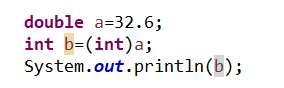 double a=32.6;
int b=(int)a;
System.out.println(b);